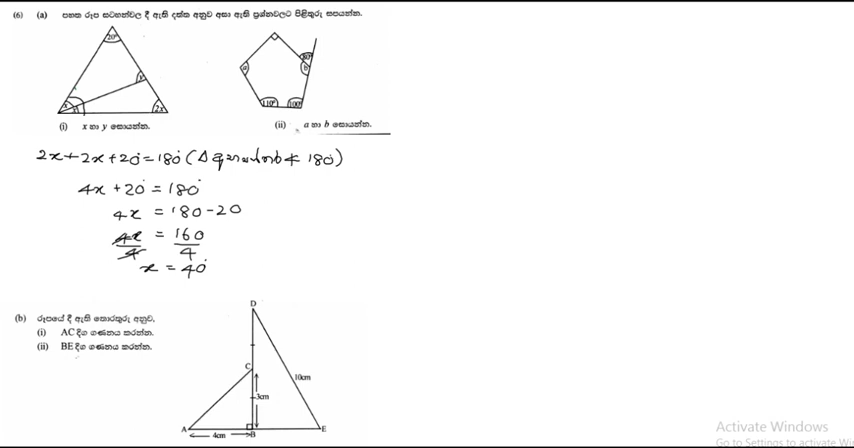 (6) (a) පහත රූප සටහන්වල දී ඇති දත්ත අනුව අසා ඇති ප්‍රශ්නවලට පිළිතුරු සපයන්න.
20°
y
x
x
2x
(i) x හා y සොයන්න.
a
80°
b
110°
100°
(ii) a හා b සොයන්න.
2x+2x+20°=180°(Δ 180°)
4x+20°=180°
4x = 180-20
4x/4 = 160/4
x = 40°
(b) රූපයේ දී ඇති තොරතුරු අනුව,
(i) AC දිග ගණනය කරන්න.
(ii) BE දිග ගණනය කරන්න.
D
C
10cm
3cm
A
4cm
B
E
Activate Windows
Go to Settings to activate Wi